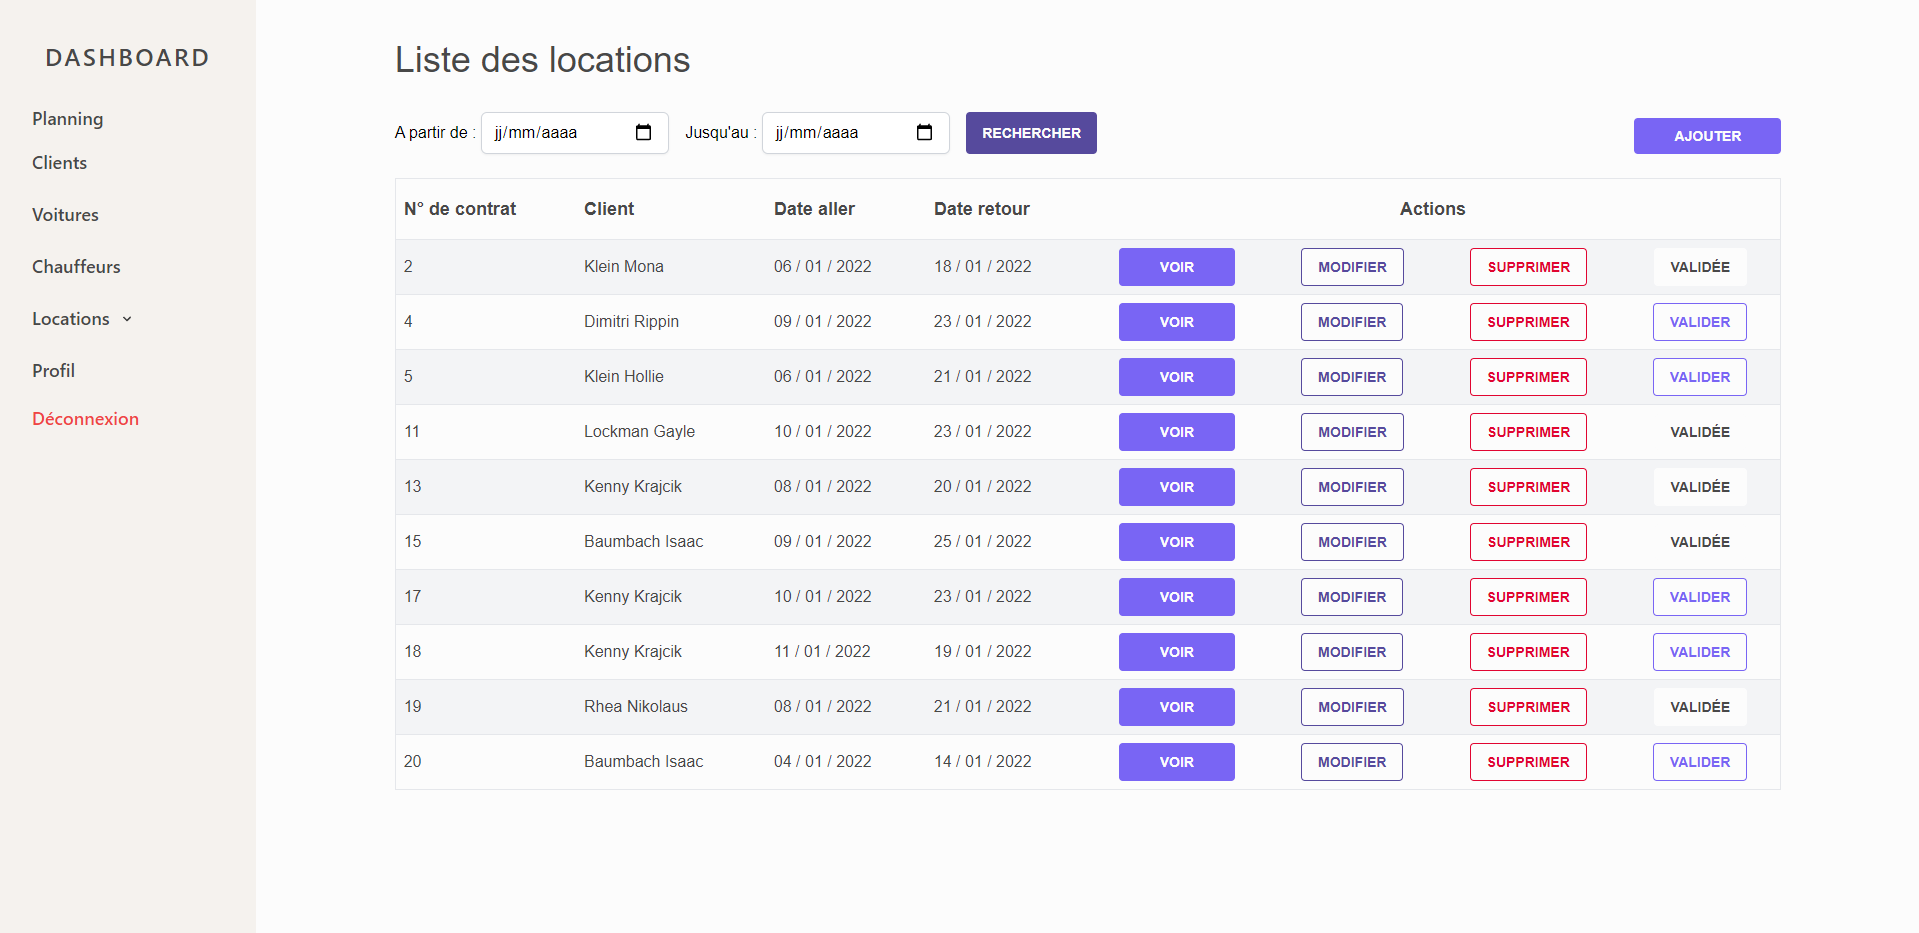 DASHBOARD
Planning
Clients
Voitures
Chauffeurs
Locations
Profil
Déconnexion
Liste des locations
A partir de : jj/mm/aaaa Jusqu'au : jj/mm/aaaa RECHERCHER AJOUTER
N° de contrat Client Date aller Date retour Actions
2 Klein Mona 06 / 01 / 2022 18 / 01 / 2022 VOIR MODIFIER SUPPRIMER VALIDÉE
4 Dimitri Rippin 09 / 01 / 2022 23 / 01 / 2022 VOIR MODIFIER SUPPRIMER VALIDER
5 Klein Hollie 06 / 01 / 2022 21 / 01 / 2022 VOIR MODIFIER SUPPRIMER VALIDER
11 Lockman Gayle 10 / 01 / 2022 23 / 01 / 2022 VOIR MODIFIER SUPPRIMER VALIDÉE
13 Kenny Krajcik 08 / 01 / 2022 20 / 01 / 2022 VOIR MODIFIER SUPPRIMER VALIDÉE
15 Baumbach Isaac 09 / 01 / 2022 25 / 01 / 2022 VOIR MODIFIER SUPPRIMER VALIDÉE
17 Kenny Krajcik 10 / 01 / 2022 23 / 01 / 2022 VOIR MODIFIER SUPPRIMER VALIDER
18 Kenny Krajcik 11 / 01 / 2022 19 / 01 / 2022 VOIR MODIFIER SUPPRIMER VALIDER
19 Rhea Nikolaus 08 / 01 / 2022 21 / 01 / 2022 VOIR MODIFIER SUPPRIMER VALIDÉE
20 Baumbach Isaac 04 / 01 / 2022 14 / 01 / 2022 VOIR MODIFIER SUPPRIMER VALIDER